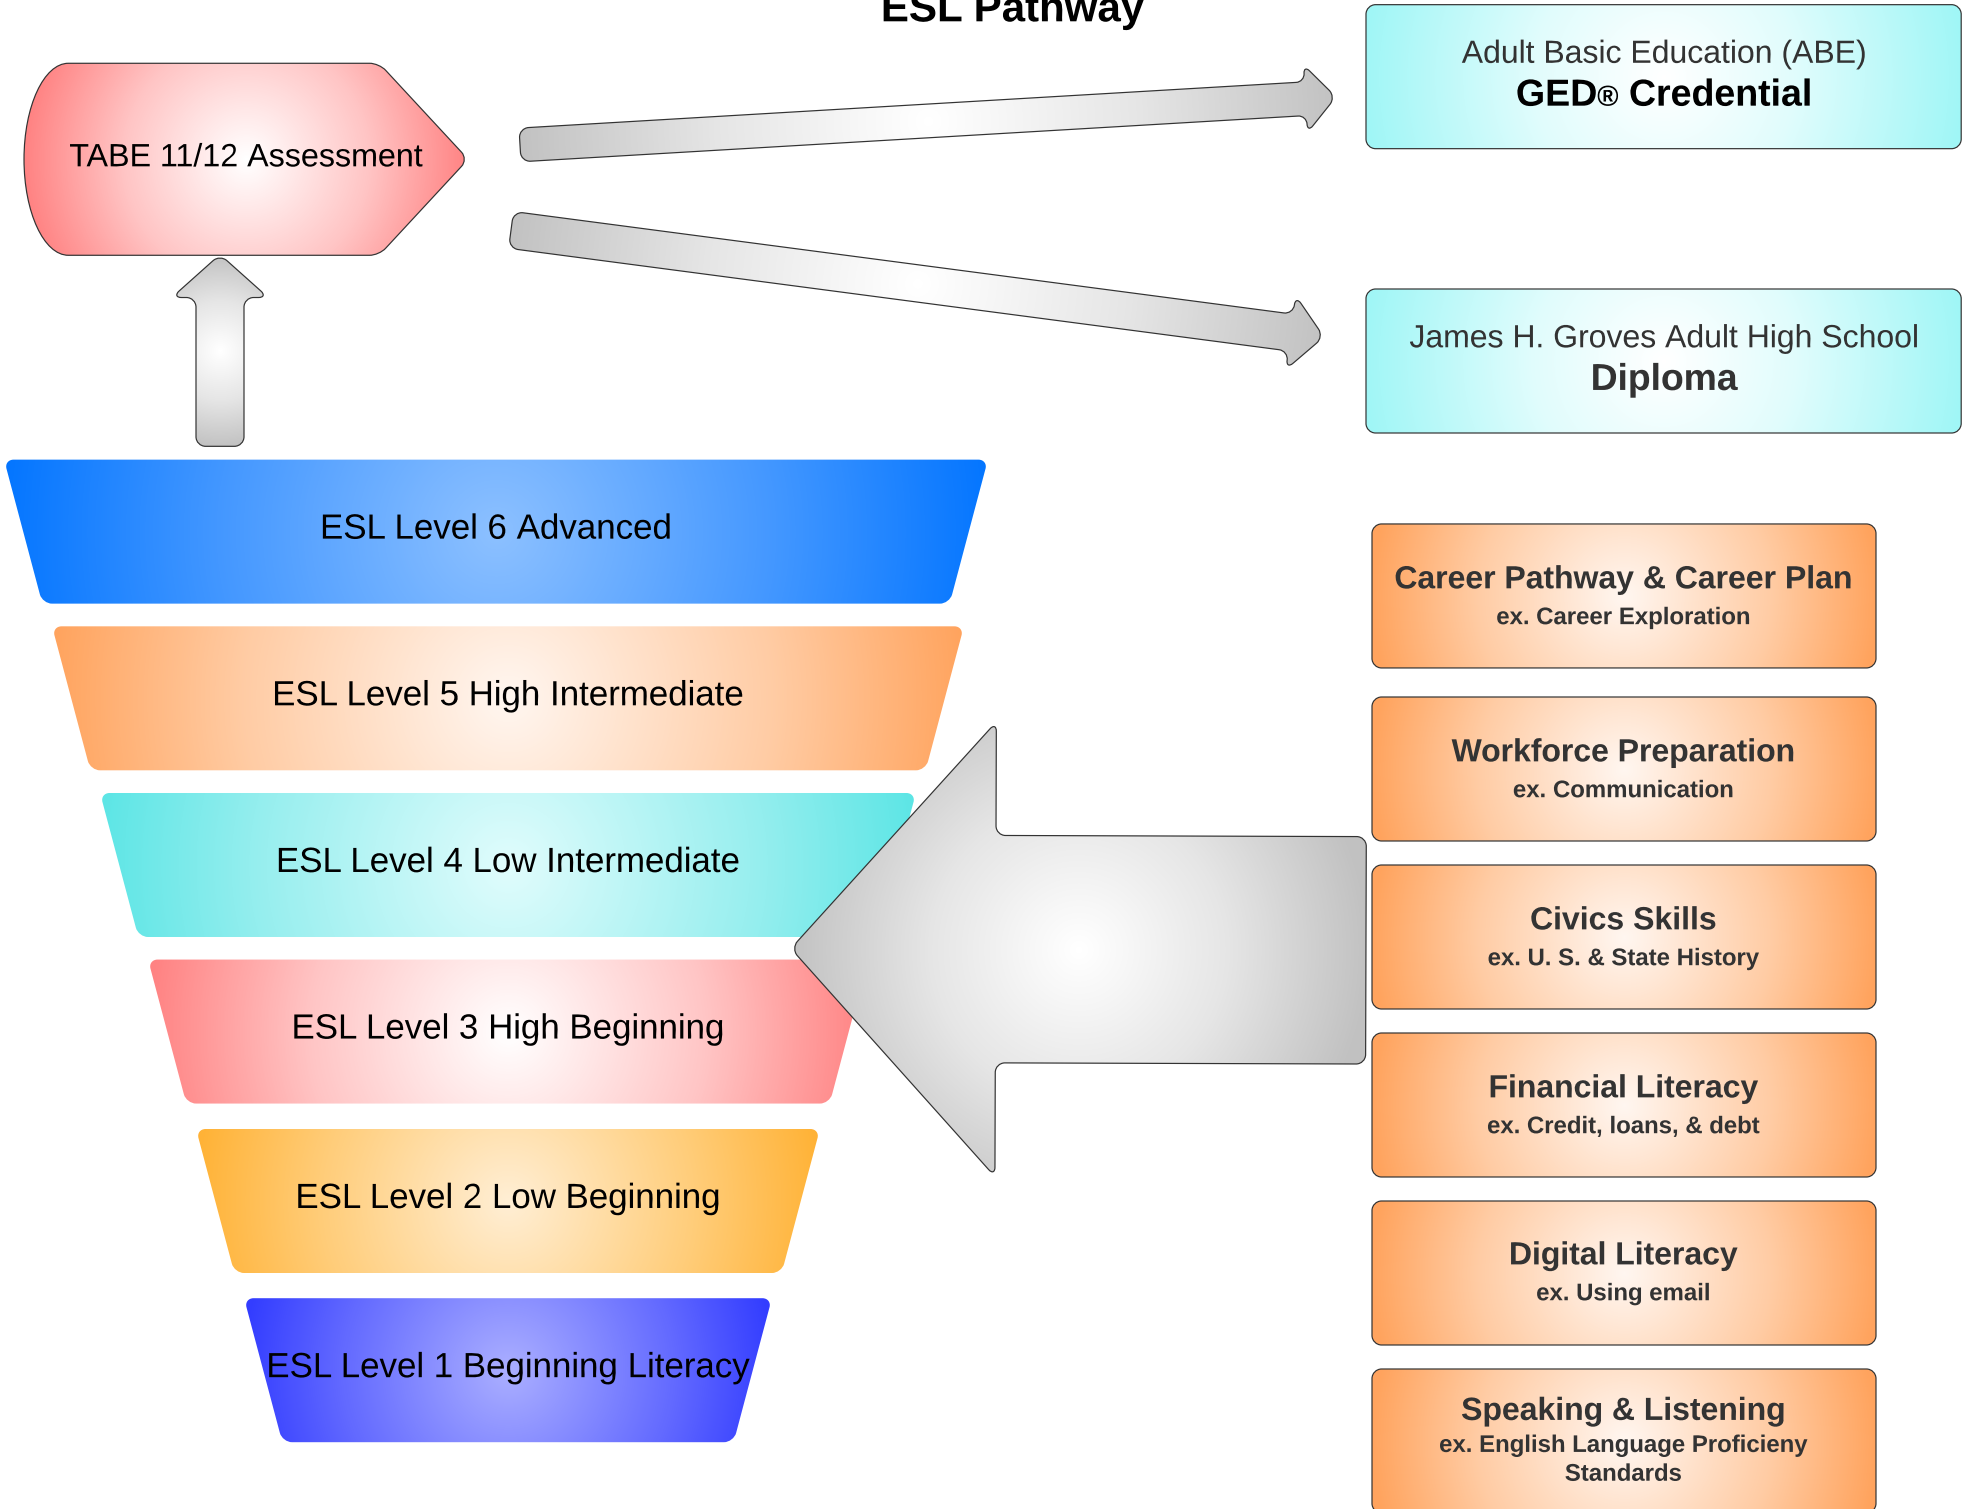 ESL Pathway
Adult Basic Education (ABE)
GED® Credential
TABE 11/12 Assessment
James H. Groves Adult High School
Diploma
ESL Level 6 Advanced
ESL Level 5 High Intermediate
ESL Level 4 Low Intermediate
ESL Level 3 High Beginning
ESL Level 2 Low Beginning
ESL Level 1 Beginning Literacy
Career Pathway & Career Plan
ex. Career Exploration
Workforce Preparation
ex. Communication
Civics Skills
ex. U. S. & State History
Financial Literacy
ex. Credit, loans, & debt
Digital Literacy
ex. Using email
Speaking & Listening
ex. English Language Proficieny
Standards